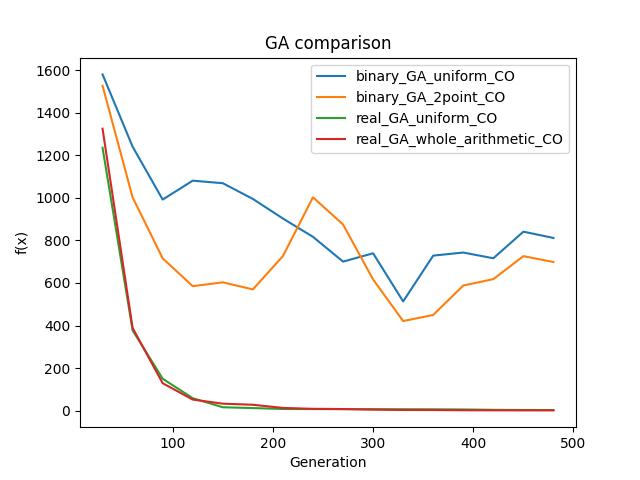 GA comparison
binary_GA_uniform_CO
binary_GA_2point_CO
real_GA_uniform_CO
real_GA_whole_arithmetic_CO
f(x)
1600
1400
1200
1000
800
600
400
200
0
100 200 300 400 500
Generation